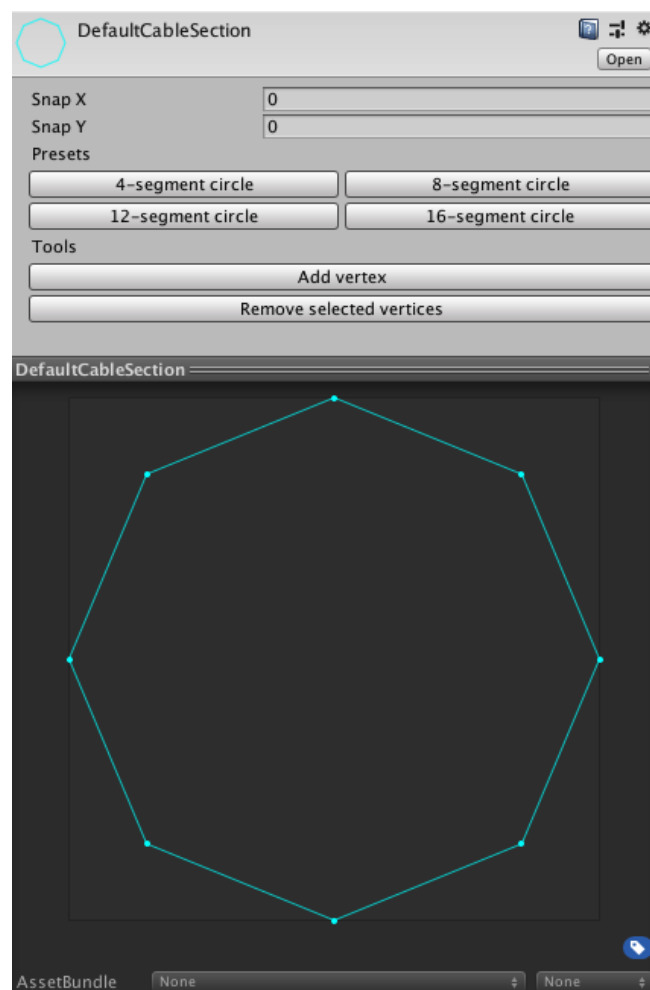 DefaultCableSection
Open
Snap X 0
Snap Y 0
Presets
4-segment circle 8-segment circle
12-segment circle 16-segment circle
Tools
Add vertex
Remove selected vertices
DefaultCableSection
AssetBundle None None